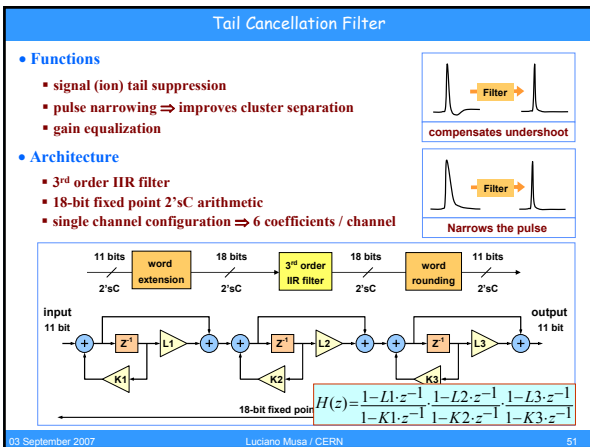 Tail Cancellation Filter
• Functions
▪ signal (ion) tail suppression
▪ pulse narrowing ⇒ improves cluster separation
▪ gain equalization
Filter
compensates undershoot
• Architecture
▪ 3rd order IIR filter
▪ 18-bit fixed point 2'sC arithmetic
▪ single channel configuration ⇒ 6 coefficients / channel
Filter
Narrows the pulse
11 bits
2'sC
word
extension
18 bits
2'sC
3rd order
IIR filter
18 bits
2'sC
word
rounding
11 bits
2'sC
input
11 bit
output
11 bit
+ Z-1 L1 + + Z-1 L2 + + Z-1 L3 +
K1 K2 K3
18-bit fixed
H(z)=1−L1·z−1/1−K1·z−1·1−L2·z−1/1−K2·z−1·1−L3·z−1/1−K3·z−1
03 September 2007 Luciano Musa / CERN 51